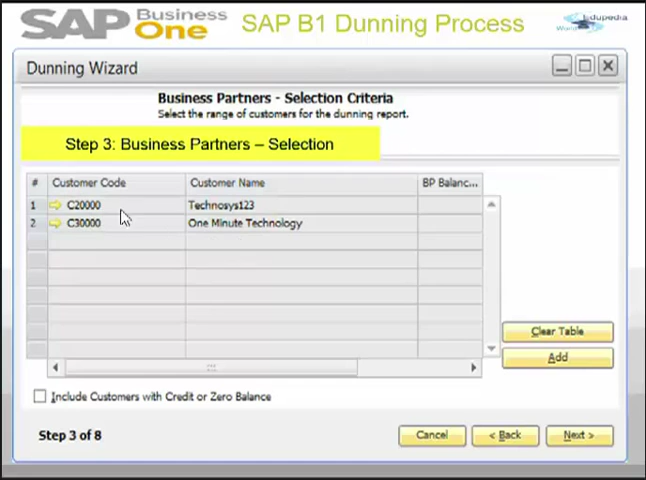 SAP Business One SAP B1 Dunning Process Edupedia World
Dunning Wizard
Business Partners - Selection Criteria
Select the range of customers for the dunning report.
Step 3: Business Partners – Selection
# Customer Code Customer Name BP Balanc...
1 C20000 Technosys123
2 C30000 One Minute Technology
Clear Table
Add
Include Customers with Credit or Zero Balance
Step 3 of 8 Cancel < Back Next >